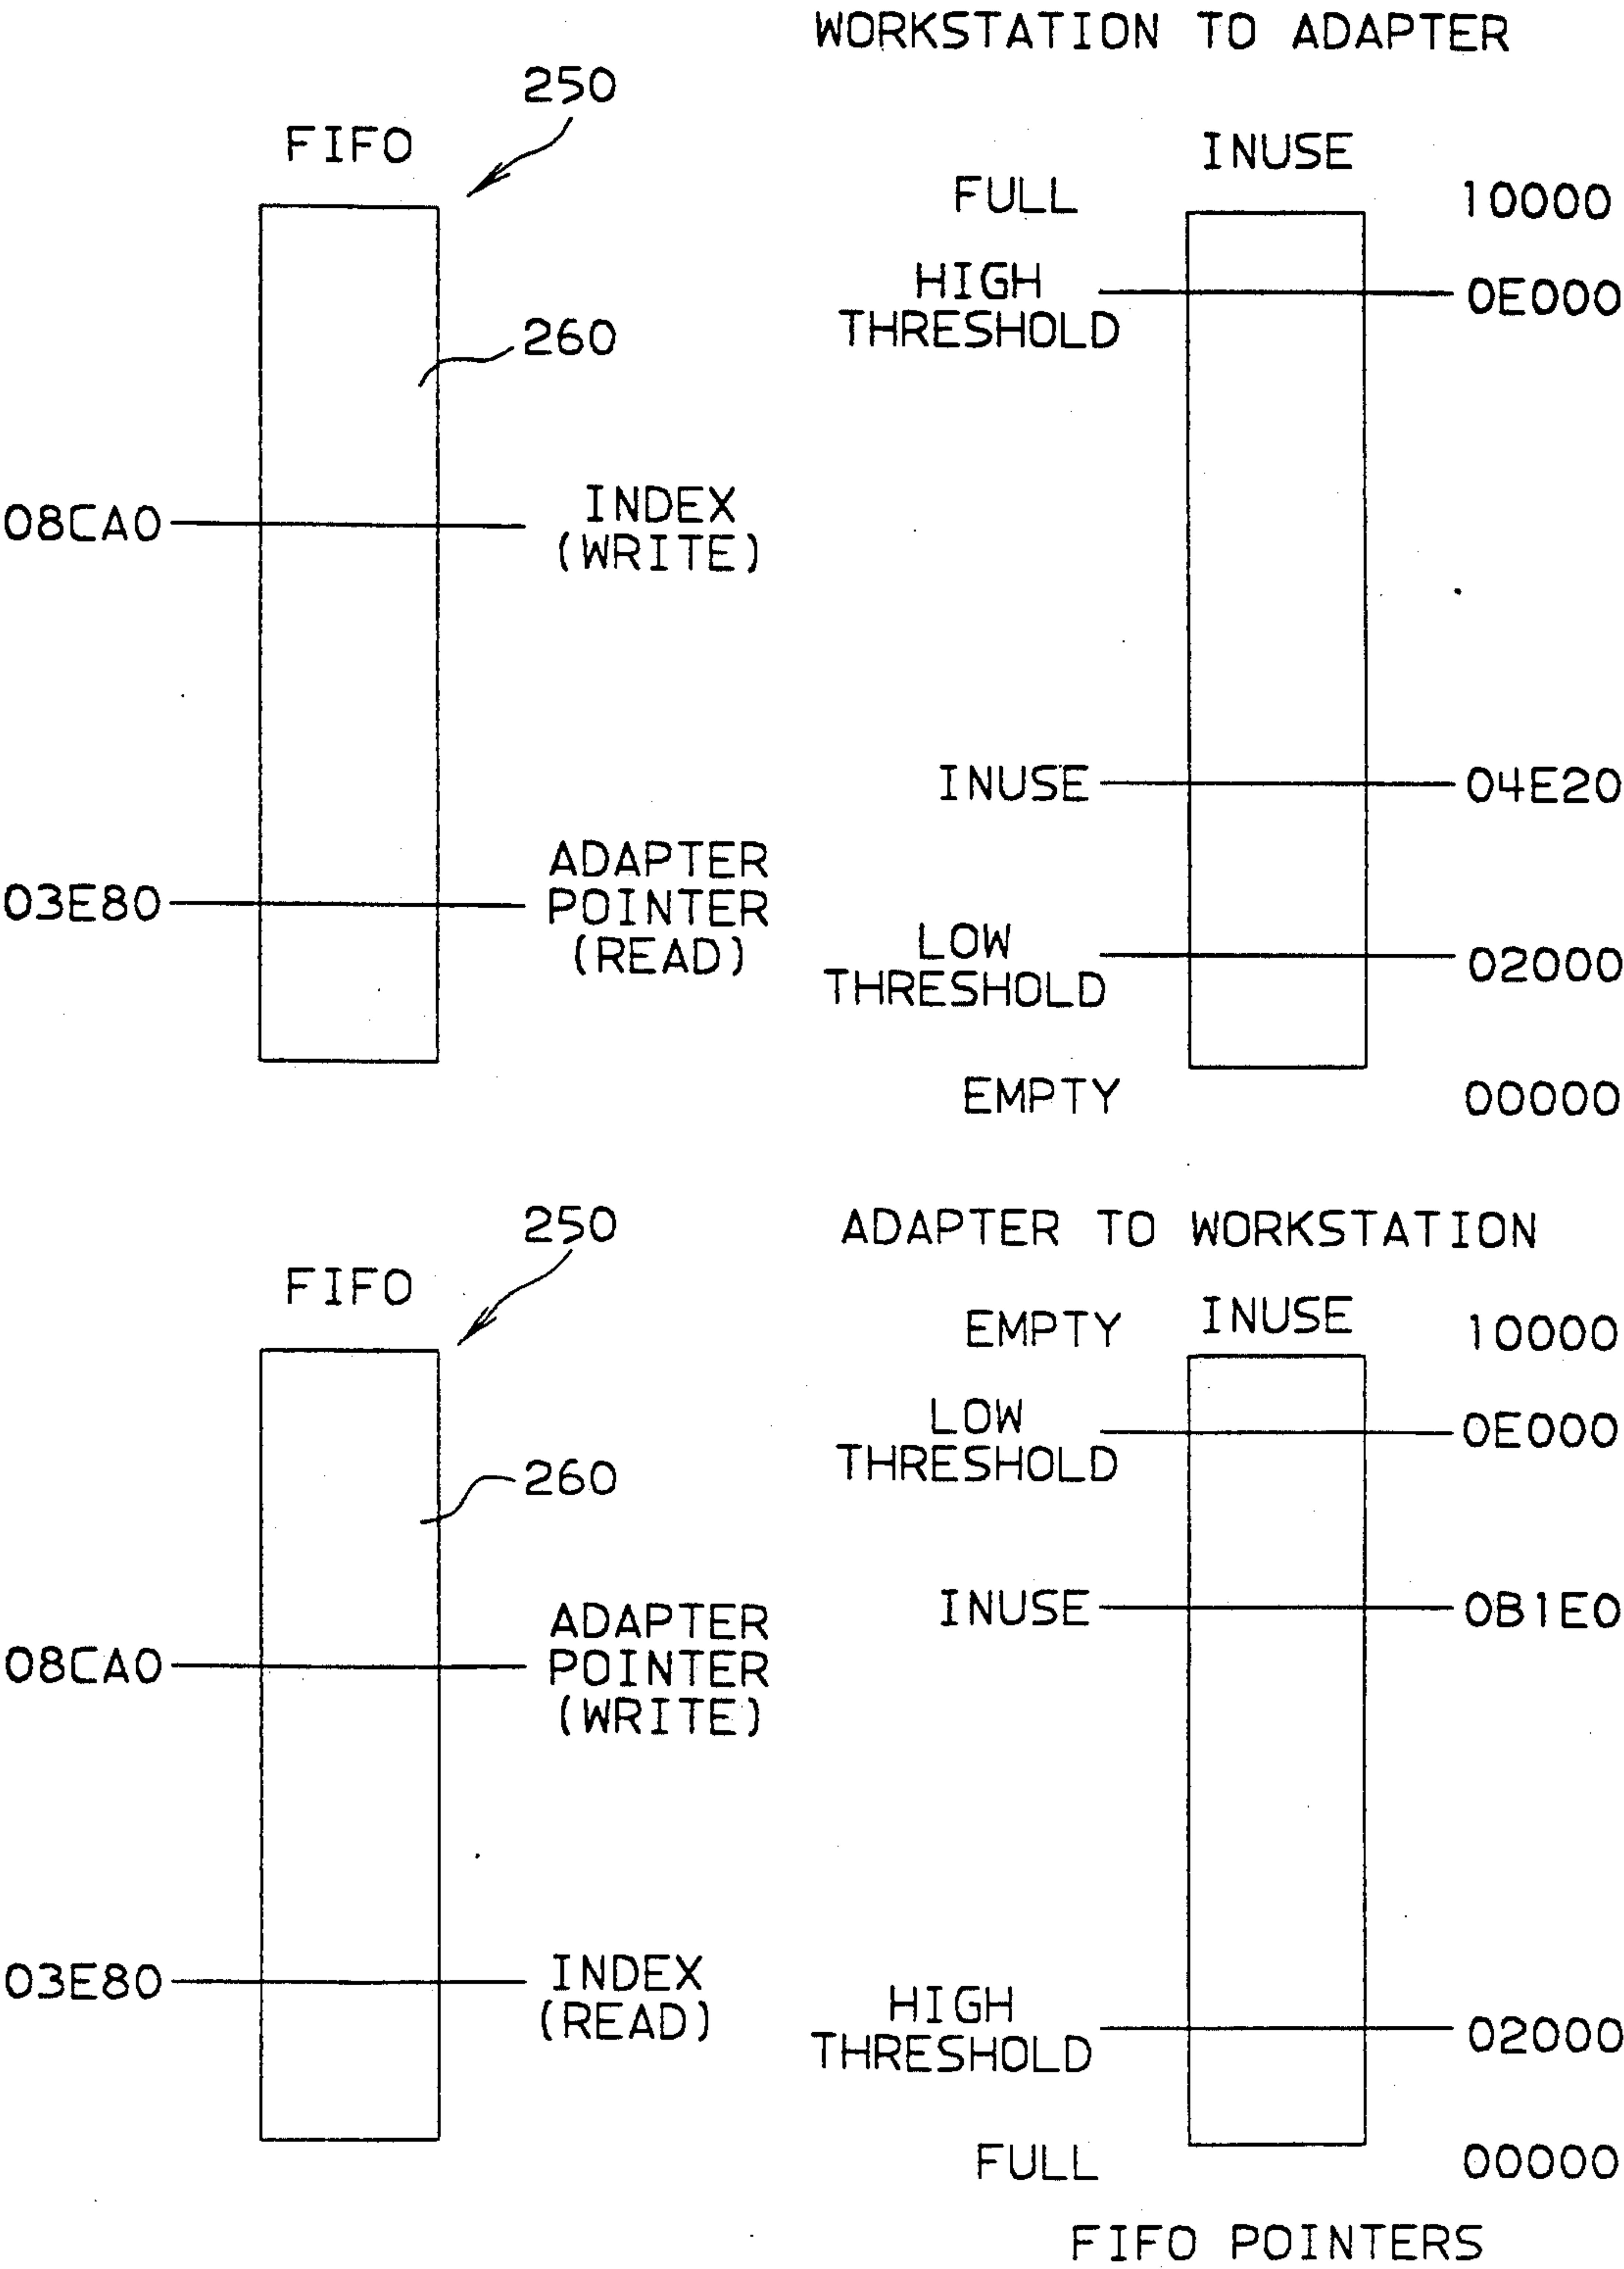 WORKSTATION TO ADAPTER
250
FIFO
INUSE
FULL
10000
HIGH
THRESHOLD
0E000
260
08CA0
INDEX
(WRITE)
INUSE
04E20
03E80
ADAPTER
POINTER
(READ)
LOW
THRESHOLD
02000
EMPTY
00000
ADAPTER TO WORKSTATION
250
FIFO
INUSE
EMPTY
10000
LOW
THRESHOLD
0E000
260
INUSE
0B1E0
08CA0
ADAPTER
POINTER
(WRITE)
03E80
INDEX
(READ)
HIGH
THRESHOLD
02000
FULL
00000
FIFO POINTERS